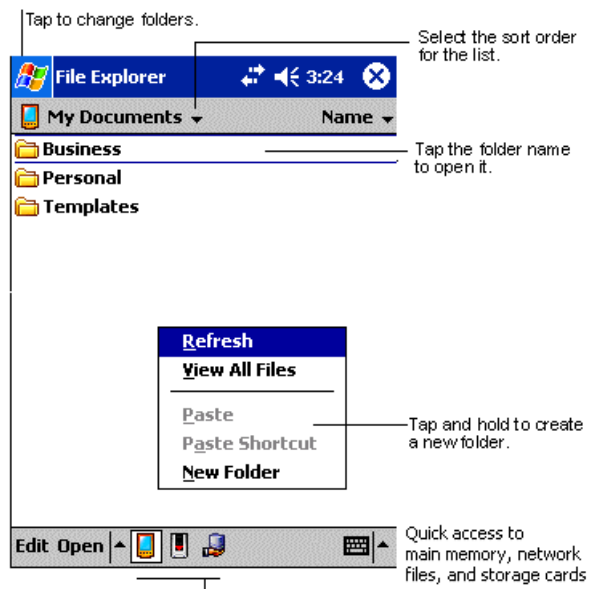 Tap to change folders.
Select the sort order
for the list.
File Explorer 3:24
My Documents Name
Business
Tap the folder name
to open it.
Personal
Templates
Refresh
View All Files
Paste
Paste Shortcut
New Folder
Tap and hold to create
a new folder.
Edit Open
Quick access to
main memory, network
files, and storage cards